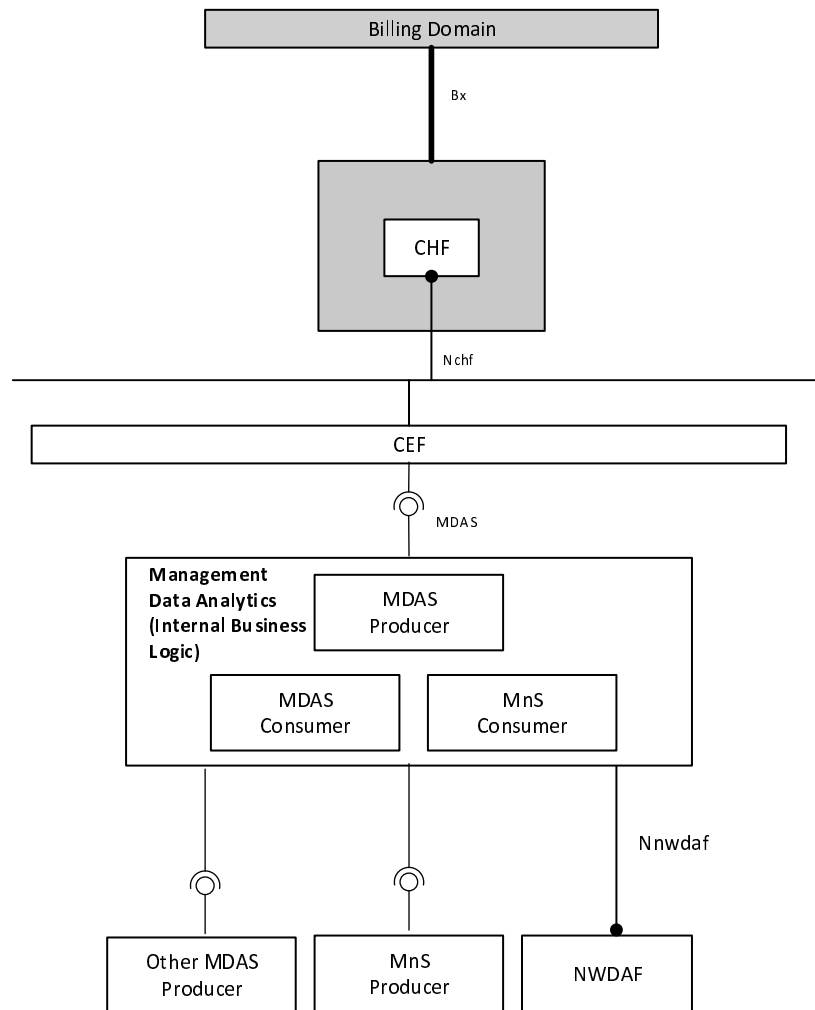 Billing Domain
Bx
CHF
Nchf
CEF
MDAS
Management
Data Analytics
(Internal Business
Logic)
MDAS
Producer
MDAS
Consumer
MnS
Consumer
Nnwdaf
Other MDAS
Producer
MnS
Producer
NWDAF